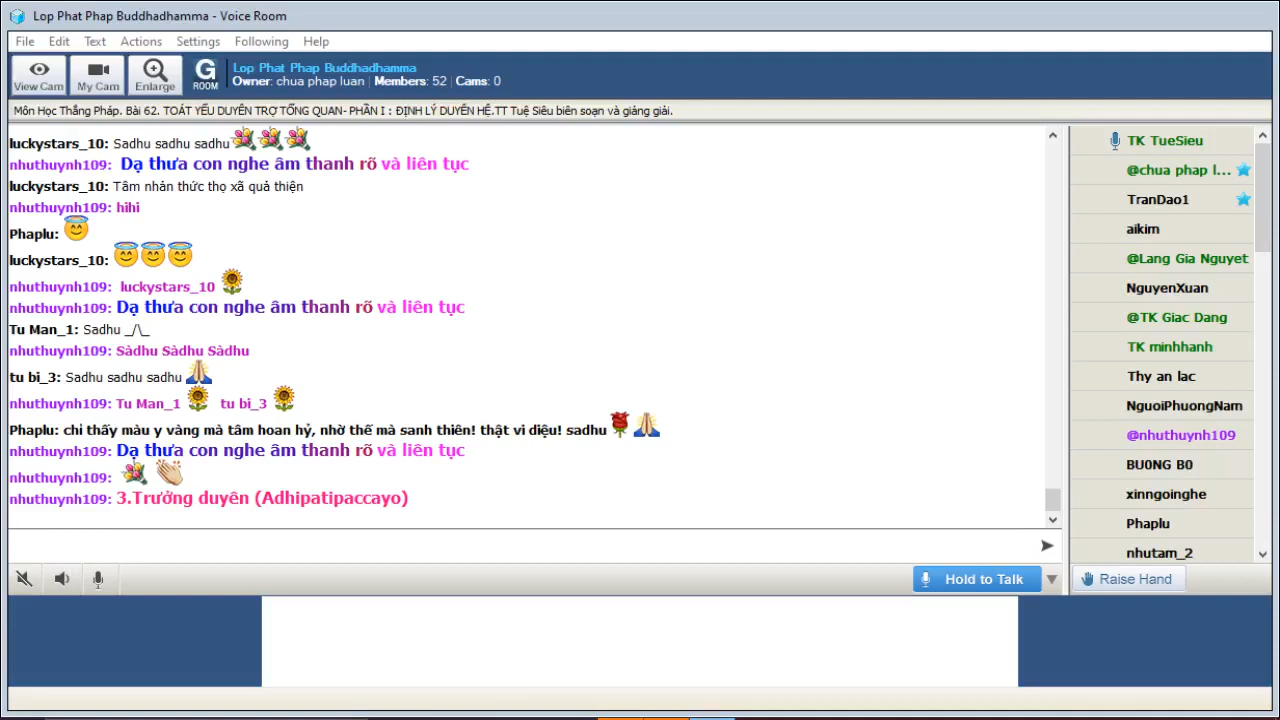 Lop Phat Phap Buddhadhamma - Voice Room
File Edit Text Actions Settings Following Help
View Cam My Cam Enlarge G ROOM
Lop Phat Phap Buddhadhamma
Owner: chua phap luan | Members: 52 | Cams: 0
Môn Học Thắng Pháp. Bài 62. TOÁT YẾU DUYÊN TRỢ TỔNG QUAN- PHẦN I : ĐỊNH LÝ DUYÊN HỆ.TT Tuệ Siêu biên soạn và giảng giải.
luckystars_10: Sadhu sadhu sadhu
nhuthuynh109: Dạ thưa con nghe âm thanh rõ và liên tục
luckystars_10: Tâm nhản thức thọ xã quả thiện
nhuthuynh109: hihi
Phaplu:
luckystars_10:
nhuthuynh109: luckystars_10
nhuthuynh109: Dạ thưa con nghe âm thanh rõ và liên tục
Tu Man_1: Sadhu _/\_
nhuthuynh109: Sàdhu Sàdhu Sàdhu
tu bi_3: Sadhu sadhu sadhu
nhuthuynh109: Tu Man_1 tu bi_3
Phaplu: chi thấy màu y vàng mà tâm hoan hỷ, nhờ thế mà sanh thiên! thật vi diệu! sadhu
nhuthuynh109: Dạ thưa con nghe âm thanh rõ và liên tục
nhuthuynh109:
nhuthuynh109: 3.Trưởng duyên (Adhipatipaccayo)
TK TueSieu
@chua phap l...
TranDao1
aikim
@Lang Gia Nguyet
NguyenXuan
@TK Giac Dang
TK minhhanh
Thy an lac
NguoiPhuongNam
@nhuthuynh109
BU0NG B0
xinngoinghe
Phaplu
nhutam_2
Hold to Talk
Raise Hand